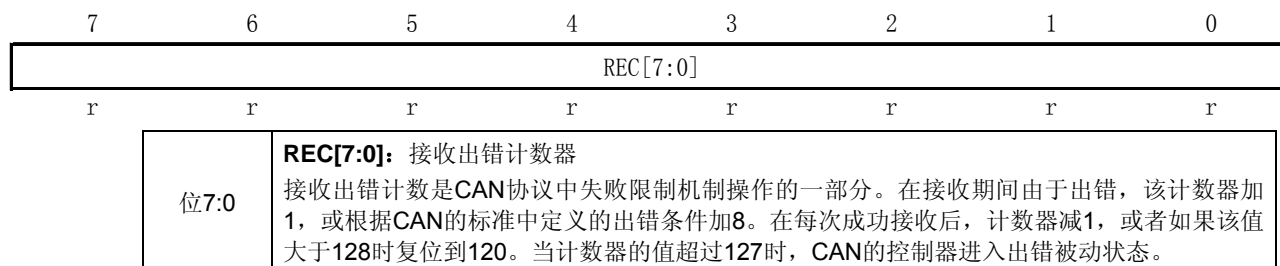 7 6 5 4 3 2 1 0
REC[7:0]
r r r r r r r r
REC[7:0]：接收出错计数器
位7:0
接收出错计数是CAN协议中失败限制机制操作的一部分。在接收期间由于出错，该计数器加
1，或根据CAN的标准中定义的出错条件加8。在每次成功接收后，计数器减1，或者如果该值
大于128时复位到120。当计数器的值超过127时，CAN的控制器进入出错被动状态。